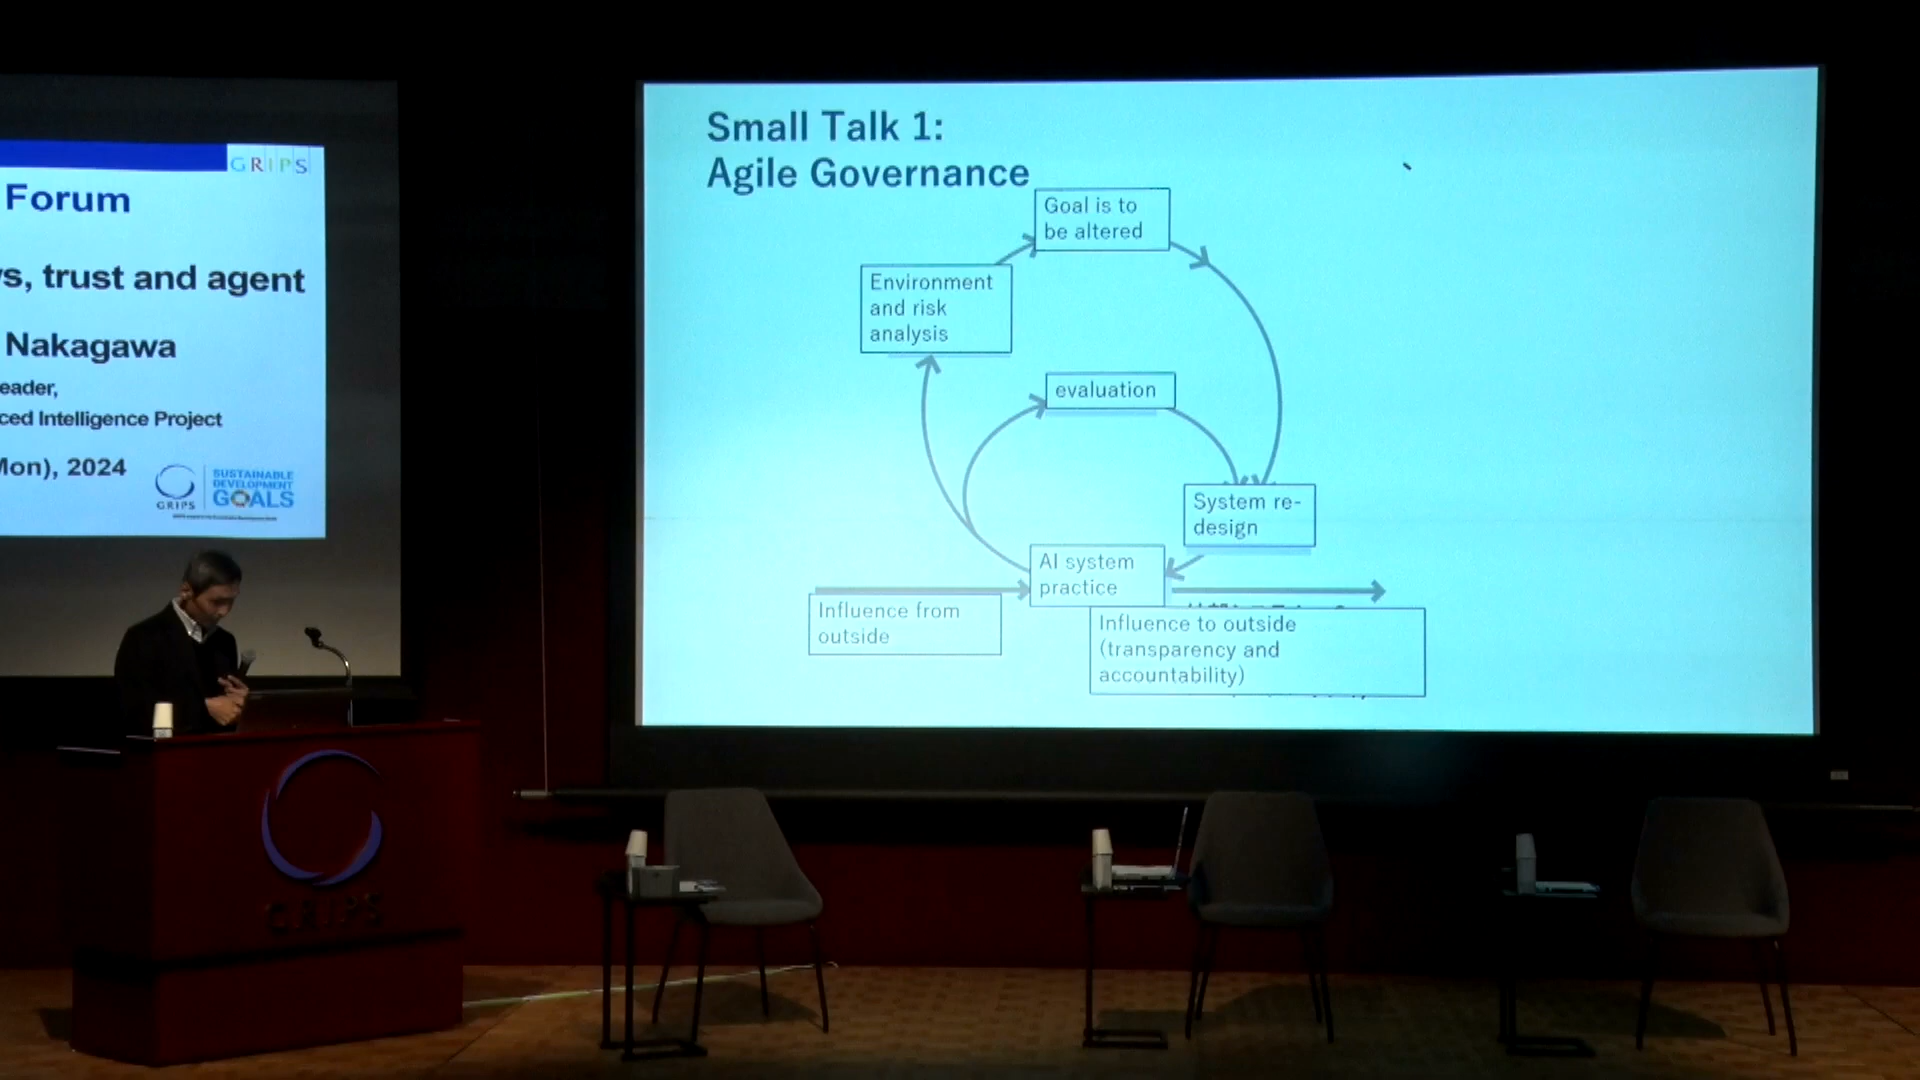 GRIPS
Forum
s, trust and agent
Nakagawa
eader,
ced Intelligence Project
Mon), 2024
GRIPS
SUSTAINABLE
DEVELOPMENT
GOALS
Small Talk 1:
Agile Governance
Goal is to
be altered
Environment
and risk
analysis
evaluation
System re-
design
AI system
practice
Influence from
outside
Influence to outside
(transparency and
accountability)
GRIPS